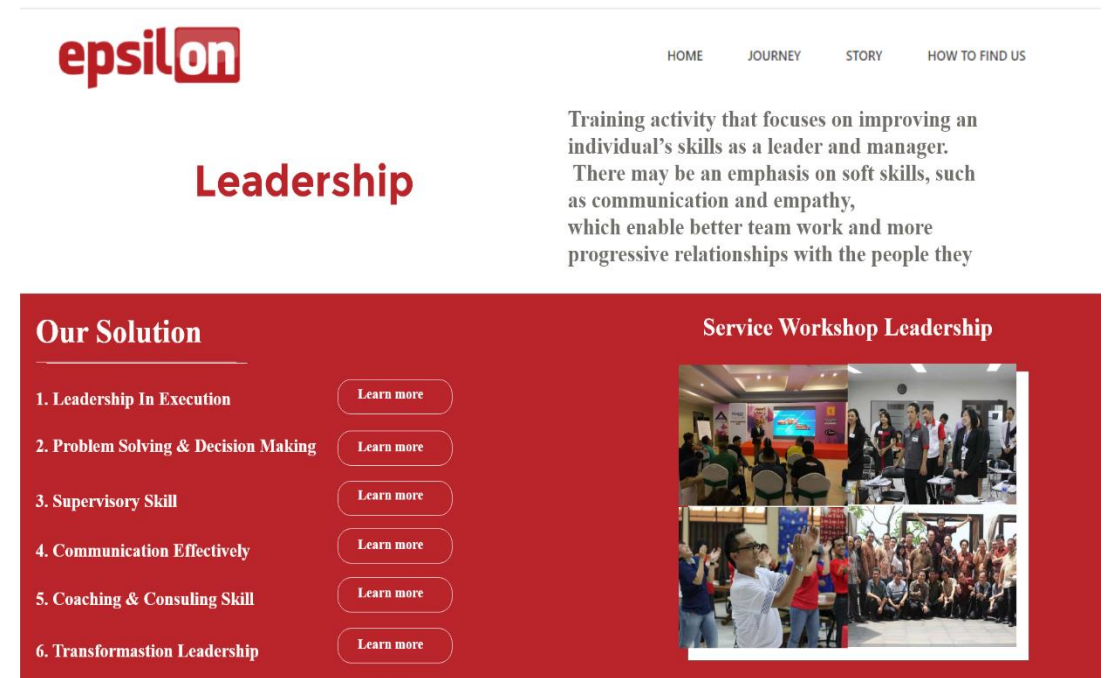 epsilon
HOME JOURNEY STORY HOW TO FIND US
Leadership
Training activity that focuses on improving an
individual's skills as a leader and manager.
There may be an emphasis on soft skills, such
as communication and empathy,
which enable better team work and more
progressive relationships with the people they
Our Solution
1. Leadership In Execution Learn more
2. Problem Solving & Decision Making Learn more
3. Supervisory Skill Learn more
4. Communication Effectively Learn more
5. Coaching & Consuling Skill Learn more
6. Transformastion Leadership Learn more
Service Workshop Leadership